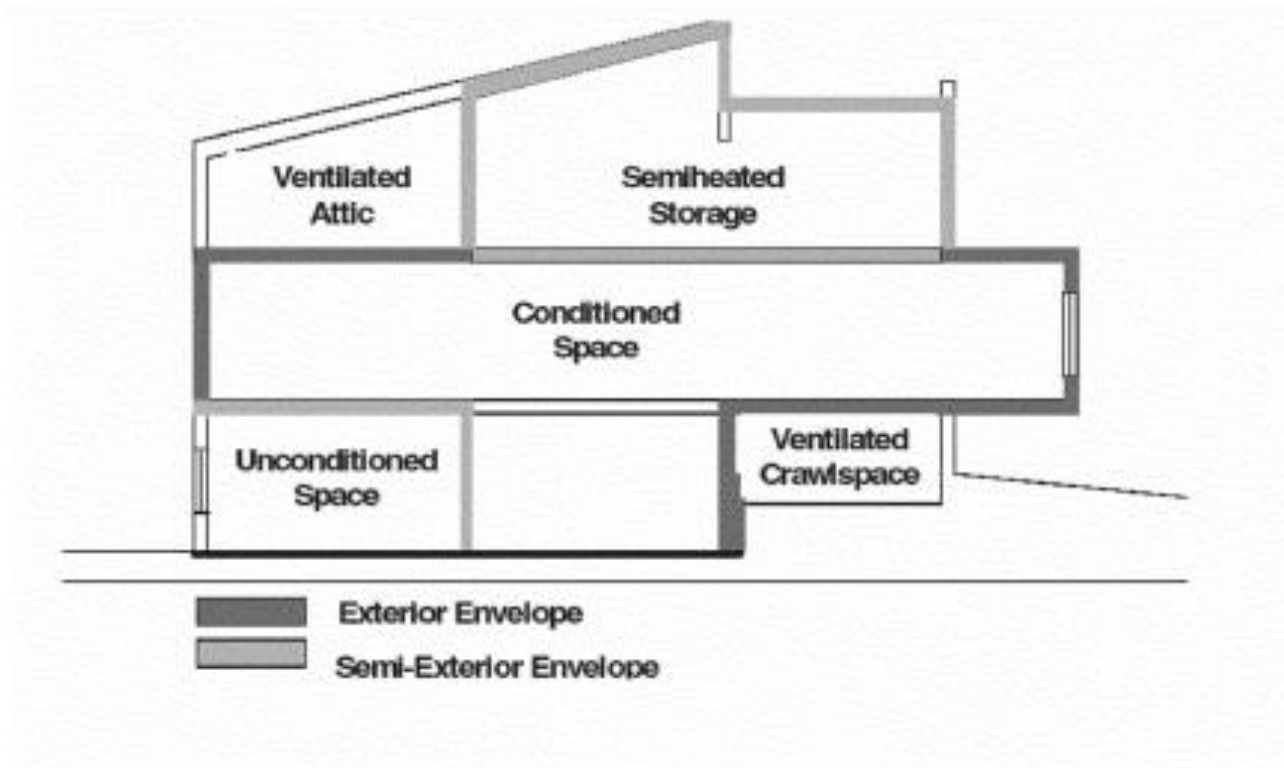 Ventilated
Attic
Semiheated
Storage
Conditioned
Space
Unconditioned
Space
Ventilated
Crawlspace
Exterior Envelope
Semi-Exterior Envelope